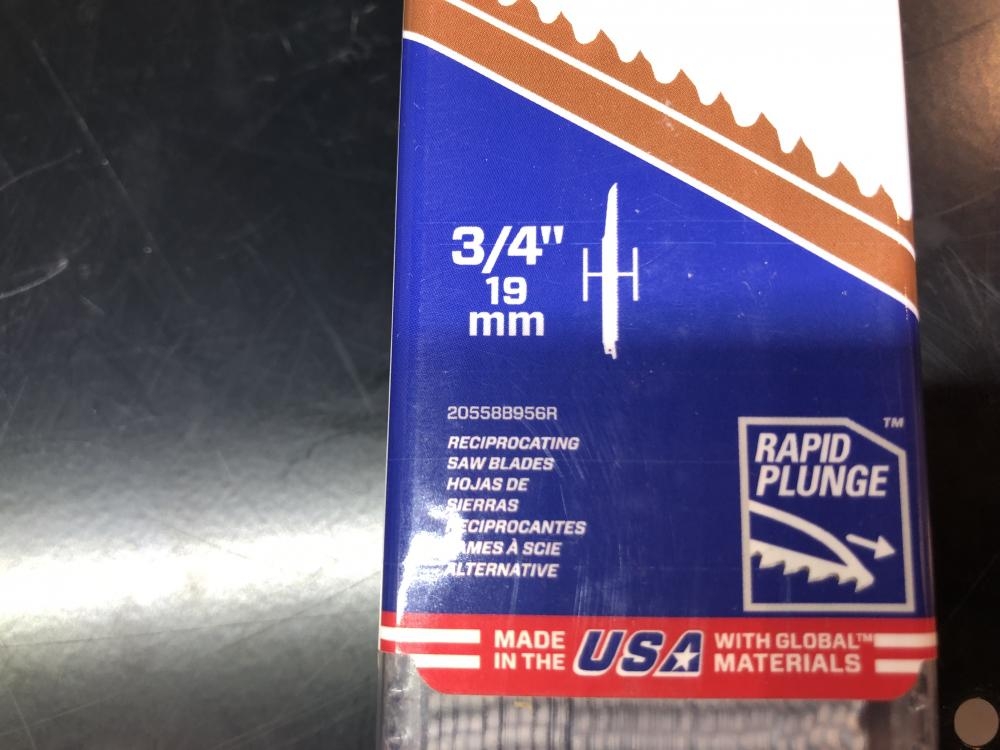 3/4"
19
mm
20558B956R
RECIPROCATING
SAW BLADES
HOJAS DE
SIERRAS
RECIPROCANTES
LAMES À SCIE
ALTERNATIVE
RAPID
PLUNGE
TM
MADE
IN THE
USA
WITH GLOBAL™
MATERIALS